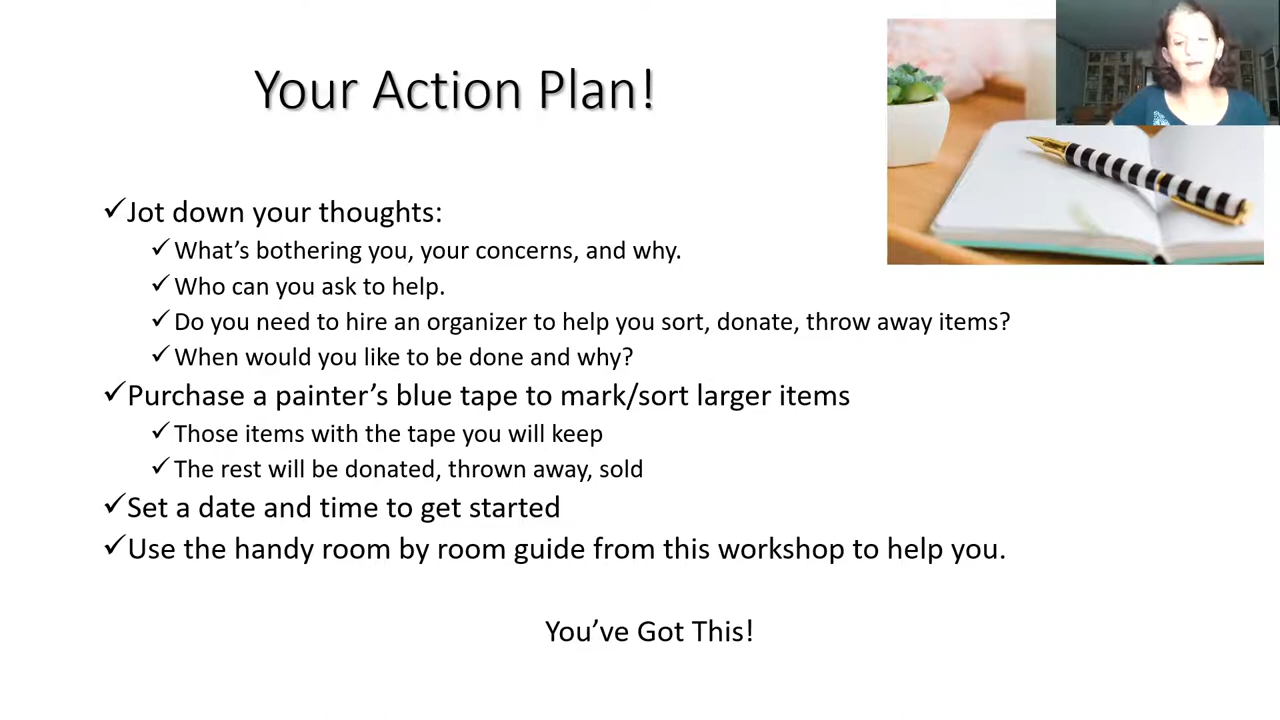 Your Action Plan!
✓Jot down your thoughts:
✓What’s bothering you, your concerns, and why.
✓Who can you ask to help.
✓Do you need to hire an organizer to help you sort, donate, throw away items?
✓When would you like to be done and why?
✓Purchase a painter’s blue tape to mark/sort larger items
✓Those items with the tape you will keep
✓The rest will be donated, thrown away, sold
✓Set a date and time to get started
✓Use the handy room by room guide from this workshop to help you.
You’ve Got This!